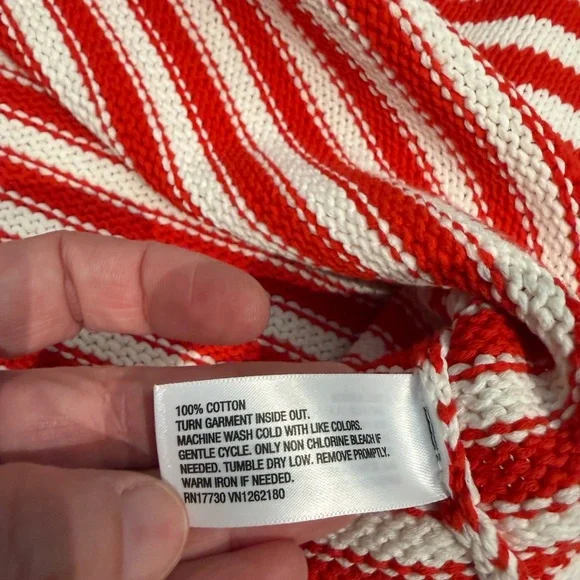 100% COTTON
TURN GARMENT INSIDE OUT.
MACHINE WASH COLD WITH LIKE COLORS.
GENTLE CYCLE. ONLY NON CHLORINE BLEACH IF
NEEDED. TUMBLE DRY LOW. REMOVE PROMPTLY.
WARM IRON IF NEEDED.
RN17730 VN1262180